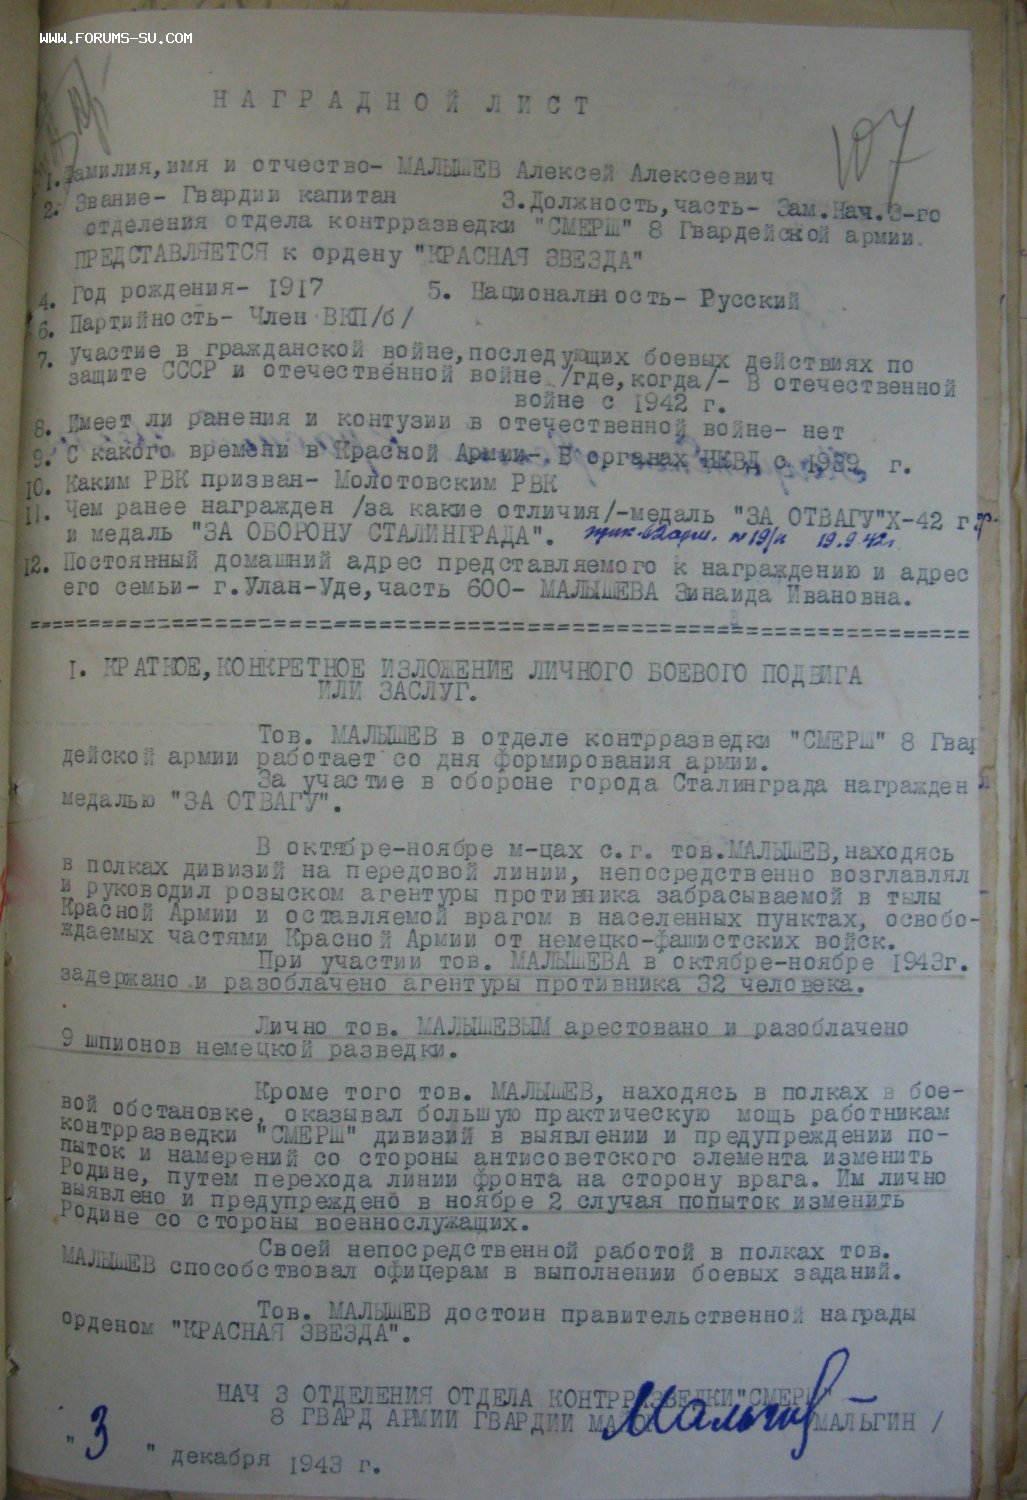 WWW.FORUMS-SU.COM
107
НАГРАДНОЙ ЛИСТ
1. Фамилия, имя и отчество- МАЛЫШЕВ Алексей Алексеевич
2. Звание- Гвардии капитан 3. Должность, часть- Зам. Нач. 3-го
отделения отдела контрразведки "СМЕРШ" 8 Гвардейской армии.
ПРЕДСТАВЛЯЕТСЯ к ордену "КРАСНАЯ ЗВЕЗДА"
4. Год рождения- 1917 5. Национальность- Русский
6. Партийность- Член ВКП/б/
7. Участие в гражданской войне, последующих боевых действиях по
защите СССР и отечественной войне /где, когда/- В отечественной
войне с 1942 г.
8. Имеет ли ранения и контузии в отечественной войне- нет
9. С какого времени в Красной Армии- В органах НКВД с 1939 г.
10. Каким РВК призван- Молотовским РВК
11. Чем ранее награжден /за какие отличия/-медаль "ЗА ОТВАГУ"Х-42 г.
и медаль "ЗА ОБОРОНУ СТАЛИНГРАДА". прик. 62 арм. №19/н 19.9.42г.
12. Постоянный домашний адрес представляемого к награждению и адрес
его семьи- г. Улан-Уде, часть 600- МАЛЫШЕВА Зинаида Ивановна.
I. КРАТКОЕ, КОНКРЕТНОЕ ИЗЛОЖЕНИЕ ЛИЧНОГО БОЕВОГО ПОДВИГА
ИЛИ ЗАСЛУГ.
Тов. МАЛЫШЕВ в отделе контрразведки "СМЕРШ" 8 Гвар
дейской армии работает со дня формирования армии.
За участие в обороне города Сталинграда награжден
медалью "ЗА ОТВАГУ".
В октябре-ноябре м-цах с.г. тов. МАЛЫШЕВ, находясь
в полках дивизий на передовой линии, непосредственно возглавлял
и руководил розыском агентуры противника забрасываемой в тылы
Красной Армии и оставляемой врагом в населенных пунктах, освобо-
ждаемых частями Красной Армии от немецко-фашистских войск.
При участии тов. МАЛЫШЕВА в октябре-ноябре 1943г.
задержано и разоблачено агентуры противника 32 человека.
Лично тов. МАЛЫШЕВЫМ арестовано и разоблачено
9 шпионов немецкой разведки.
Кроме того тов. МАЛЫШЕВ, находясь в полках в бое-
вой обстановке, оказывал большую практическую мощь работникам
контрразведки "СМЕРШ" дивизий в выявлении и предупреждении по-
пыток и намерений со стороны антисоветского элемента изменить
Родине, путем перехода линии фронта на сторону врага. Им лично
выявлено и предупреждено в ноябре 2 случая попыток изменить
Родине со стороны военнослужащих.
Своей непосредственной работой в полках тов.
МАЛЫШЕВ способствовал офицерам в выполнении боевых заданий.
Тов. МАЛЫШЕВ достоин правительственной награды
орденом "КРАСНАЯ ЗВЕЗДА".
НАЧ 3 ОТДЕЛЕНИЯ ОТДЕЛА КОНТРРАЗВЕДКИ"СМЕРШ"
8 ГВАРД АРМИИ ГВАРДИИ МАЙОР Мальгин /МАЛЬГИН /
" 3 " декабря 1943 г.